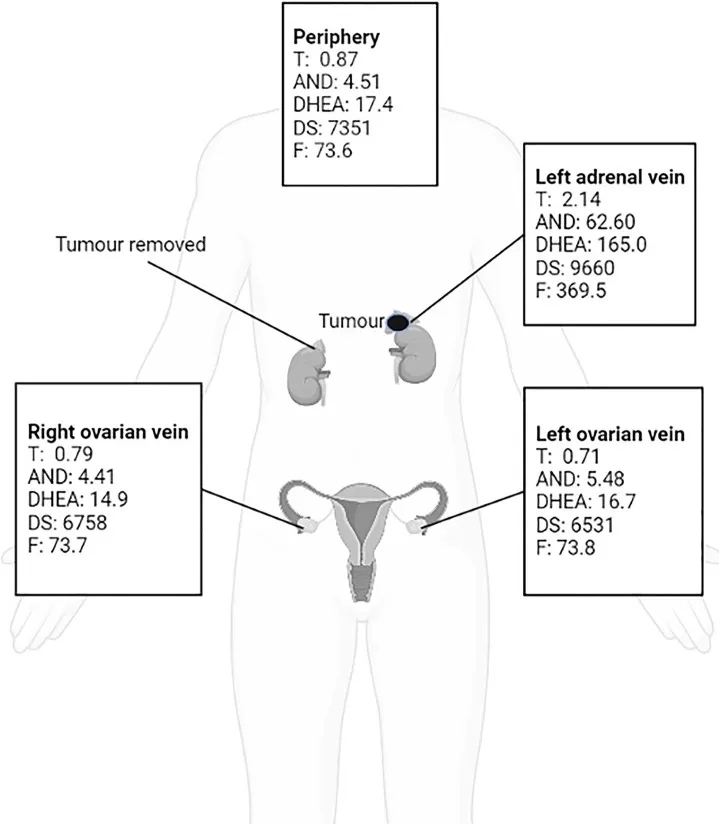 Periphery
T: 0.87
AND: 4.51
DHEA: 17.4
DS: 7351
F: 73.6
Left adrenal vein
T: 2.14
AND: 62.60
DHEA: 165.0
DS: 9660
F: 369.5
Tumour removed
Tumour
Right ovarian vein
T: 0.79
AND: 4.41
DHEA: 14.9
DS: 6758
F: 73.7
Left ovarian vein
T: 0.71
AND: 5.48
DHEA: 16.7
DS: 6531
F: 73.8